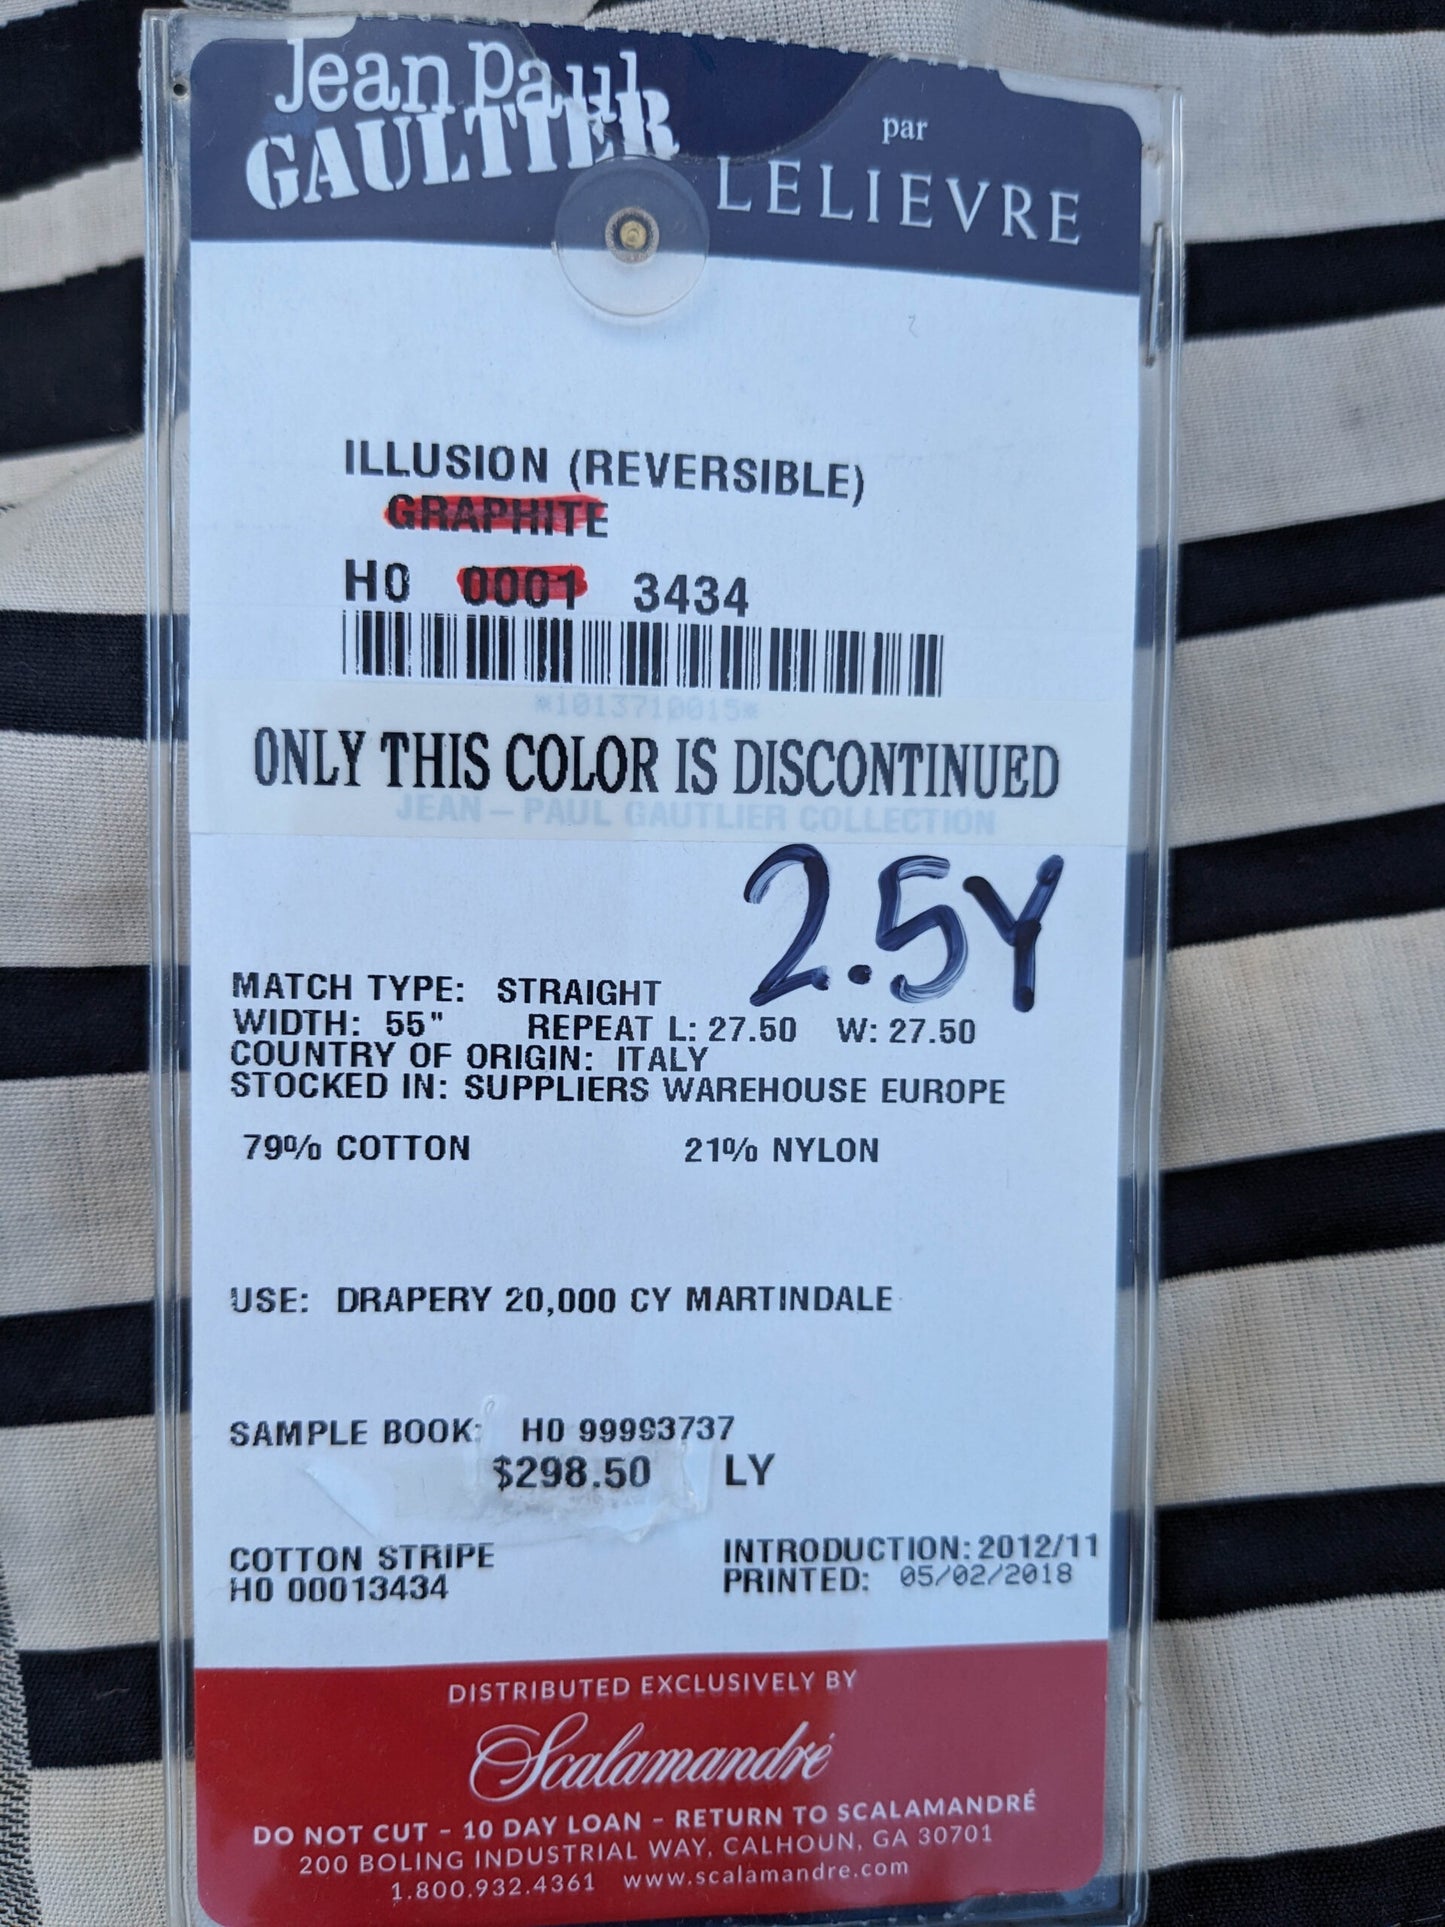 Jean Paul
GAULTIER
par
LELIEVRE
ILLUSION (REVERSIBLE)
GRAPHITE
H0 0001 3434
*1013710015*
ONLY THIS COLOR IS DISCONTINUED
JEAN-PAUL GAUTLIER COLLECTION
2.5Y
MATCH TYPE: STRAIGHT
WIDTH: 55" REPEAT L: 27.50 W: 27.50
COUNTRY OF ORIGIN: ITALY
STOCKED IN: SUPPLIERS WAREHOUSE EUROPE
79% COTTON 21% NYLON
USE: DRAPERY 20,000 CY MARTINDALE
SAMPLE BOOK: H0 99993737
$298.50 LY
COTTON STRIPE INTRODUCTION: 2012/11
H0 00013434 PRINTED: 05/02/2018
DISTRIBUTED EXCLUSIVELY BY
Scalamandré
DO NOT CUT - 10 DAY LOAN - RETURN TO SCALAMANDRÉ
200 BOLING INDUSTRIAL WAY, CALHOUN, GA 30701
1.800.932.4361 www.scalamandre.com